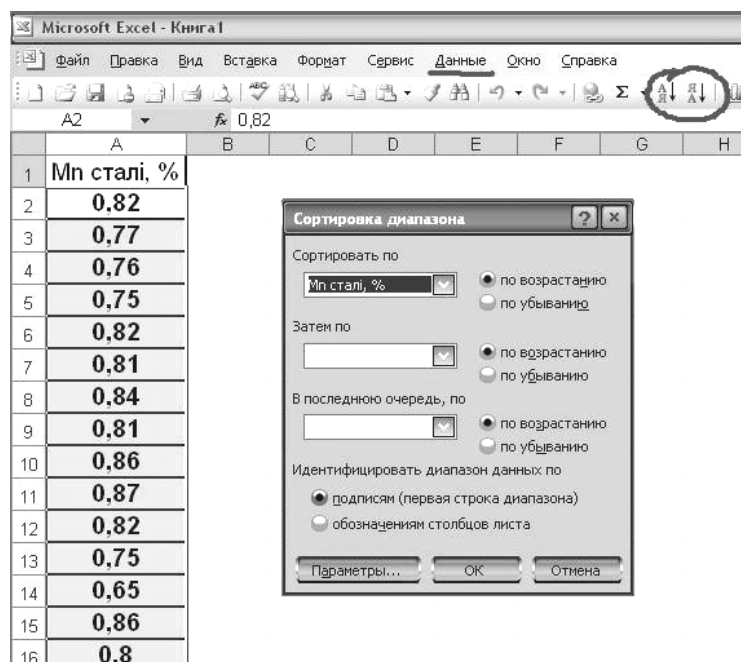 Microsoft Excel - Книга1
Файл Правка Вид Вставка Формат Сервис Данные Окно Справка
ABC Σ А Я Я А
A2 fx 0,82
A B C D E F G H
1 Mn сталі, %
2 0,82
3 0,77
4 0,76
5 0,75
6 0,82
7 0,81
8 0,84
9 0,81
10 0,86
11 0,87
12 0,82
13 0,75
14 0,65
15 0,86
16 0,8
Сортировка диапазона ? ×
Сортировать по
Mn сталі, % по возрастанию
по убыванию
Затем по
по возрастанию
по убыванию
В последнюю очередь, по
по возрастанию
по убыванию
Идентифицировать диапазон данных по
подписям (первая строка диапазона)
обозначениям столбцов листа
Параметры... ОК Отмена